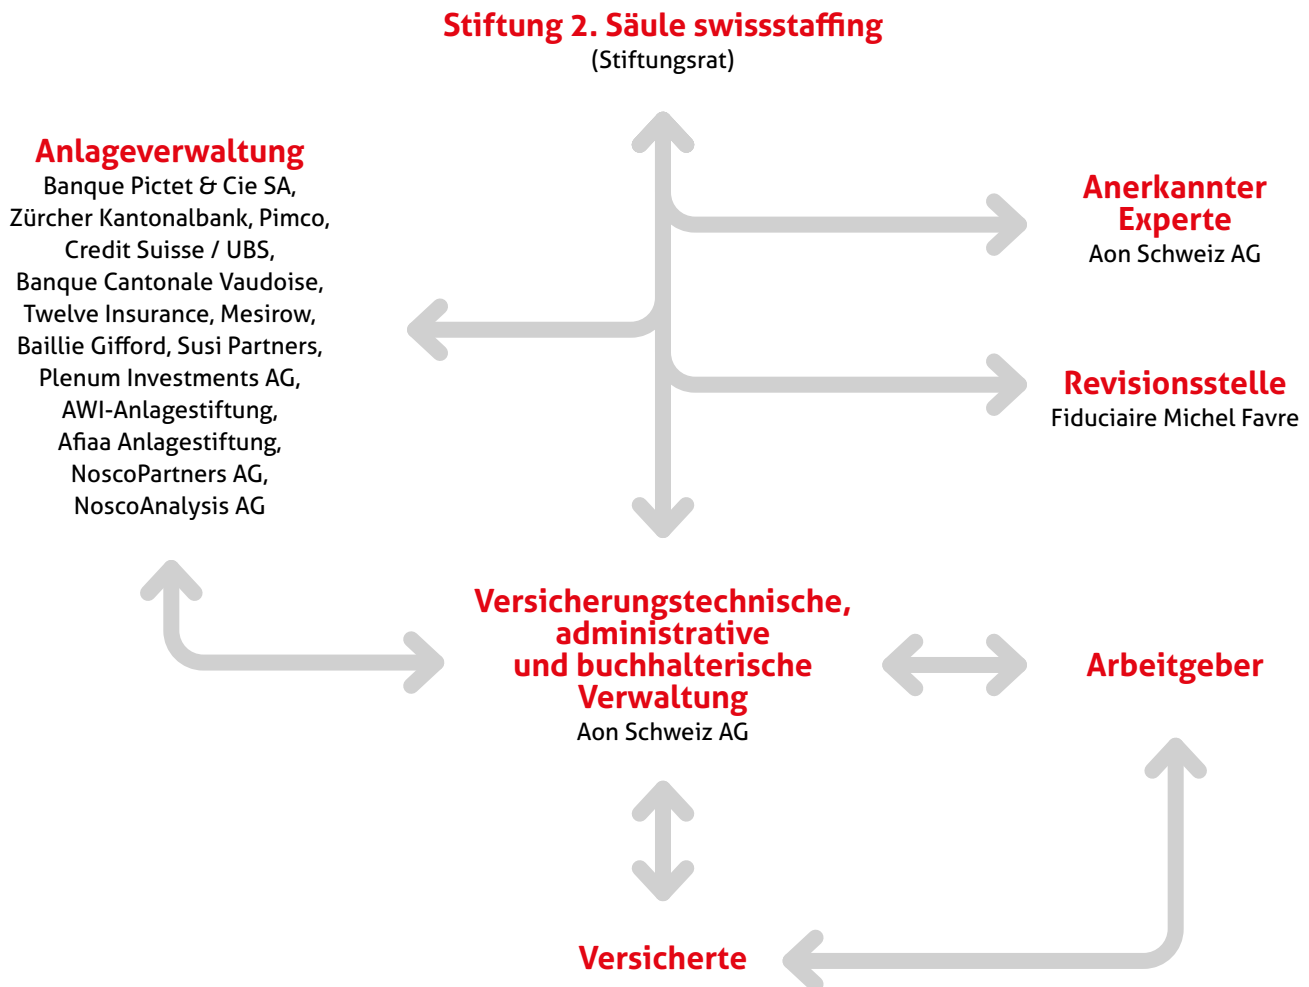 Stiftung 2. Säule swissstaffing
(Stiftungsrat)
Anlageverwaltung
Banque Pictet & Cie SA,
Zürcher Kantonalbank, Pimco,
Credit Suisse / UBS,
Banque Cantonale Vaudoise,
Twelve Insurance, Mesirow,
Baillie Gifford, Susi Partners,
Plenum Investments AG,
AWI-Anlagestiftung,
Afiaa Anlagestiftung,
NoscoPartners AG,
NoscoAnalysis AG
Anerkannter
Experte
Aon Schweiz AG
Revisionsstelle
Fiduciaire Michel Favre
Versicherungstechnische,
administrative
und buchhalterische
Verwaltung
Aon Schweiz AG
Arbeitgeber
Versicherte